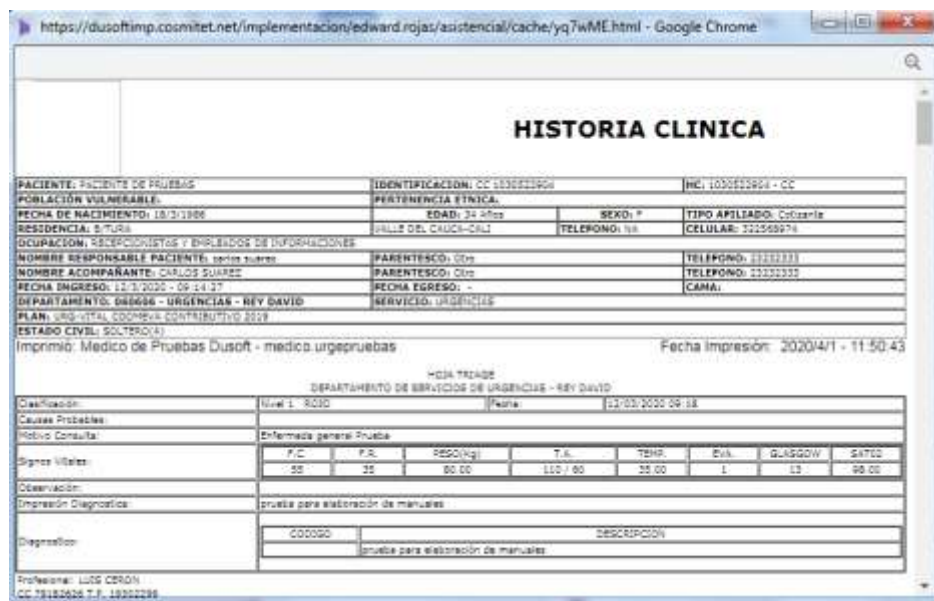 https://dusoftimp.cosmitet.net/implementacion/edward.rojas/asistencial/cache/yq7wME.html - Google Chrome
HISTORIA CLINICA
PACIENTE: PACIENTE DE PRUEBAS IDENTIFICACION: CC 1030522904 HC: 1030522904 - CC
POBLACIÓN VULNERABLE: PERTENENCIA ETNICA:
FECHA DE NACIMIENTO: 18/3/1986 EDAD: 34 Años SEXO: F TIPO AFILIADO: Cotizante
RESIDENCIA: B/TURA VALLE DEL CAUCA-CALI TELEFONO: NA CELULAR: 322568974
OCUPACION: RECEPCIONISTAS Y EMPLEADOS DE INFORMACIONES
NOMBRE RESPONSABLE PACIENTE: carlos suares PARENTESCO: Otro TELEFONO: 23232333
NOMBRE ACOMPAÑANTE: CARLOS SUAREZ PARENTESCO: Otro TELEFONO: 23232333
FECHA INGRESO: 12/3/2020 - 09:14:27 FECHA EGRESO: - CAMA:
DEPARTAMENTO: 060606 - URGENCIAS - REY DAVID SERVICIO: URGENCIAS
PLAN: URG-VITAL COOMEVA CONTRIBUTIVO 2019
ESTADO CIVIL: SOLTERO(A)
Imprimió: Medico de Pruebas Dusoft - medico.urgepruebas Fecha Impresión: 2020/4/1 - 11:50:43
HOJA TRIAGE
DEPARTAMENTO DE SERVICIOS DE URGENCIAS - REY DAVID
Clasificación: Nivel 1 ROJO Fecha: 12/03/2020 09:18
Causas Probables:
Motivo Consulta: Enfermeda general Prueba
Signos Vitales: F.C. F.R. PESO(Kg) T.A. TEMP. EVA. GLASGOW SATO2
55 35 80.00 110 / 60 35.00 1 13 98.00
Observación:
Impresión Diagnostica: prueba para elaboración de manuales
Diagnostico: CODIGO DESCRIPCION
prueba para elaboración de manuales
Profesional: LUIS CERON
CC 79182626 T.P. 19302298